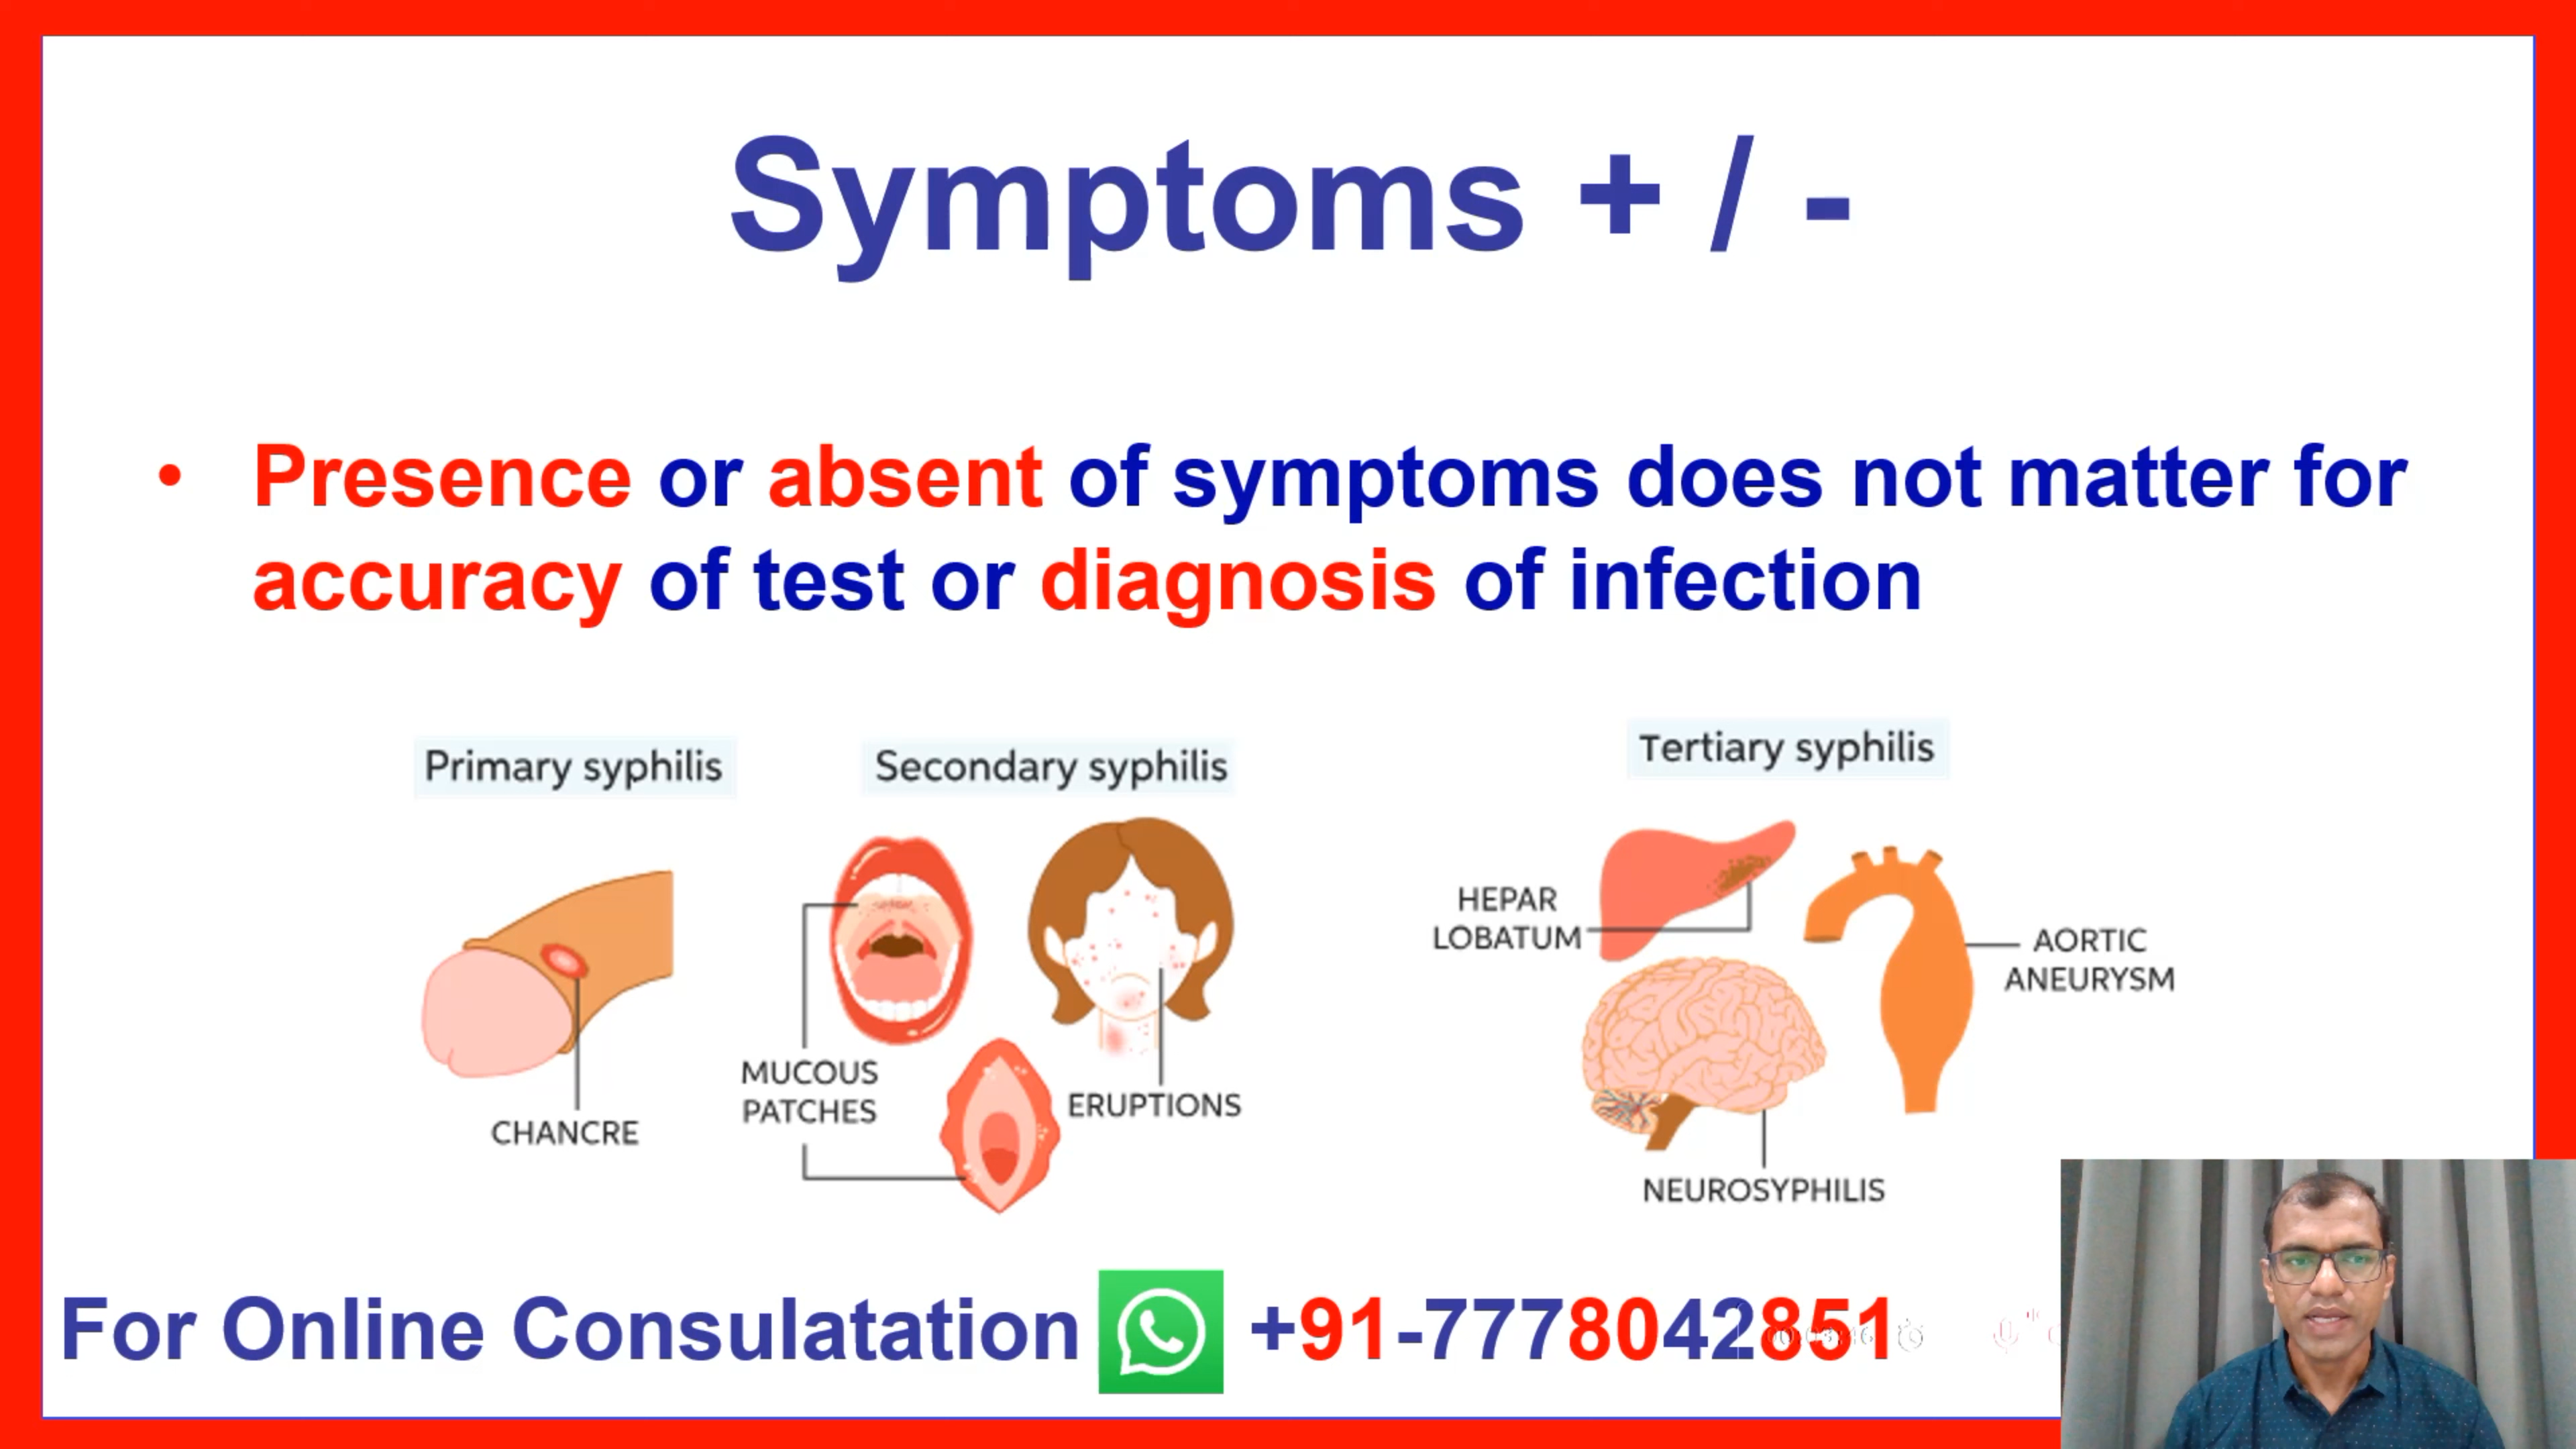 Symptoms + / -
• Presence or absent of symptoms does not matter for
accuracy of test or diagnosis of infection
Primary syphilis
Secondary syphilis
Tertiary syphilis
HEPAR
LOBATUM
AORTIC
ANEURYSM
MUCOUS
PATCHES
ERUPTIONS
CHANCRE
NEUROSYPHILIS
For Online Consulatation +91-7778042851